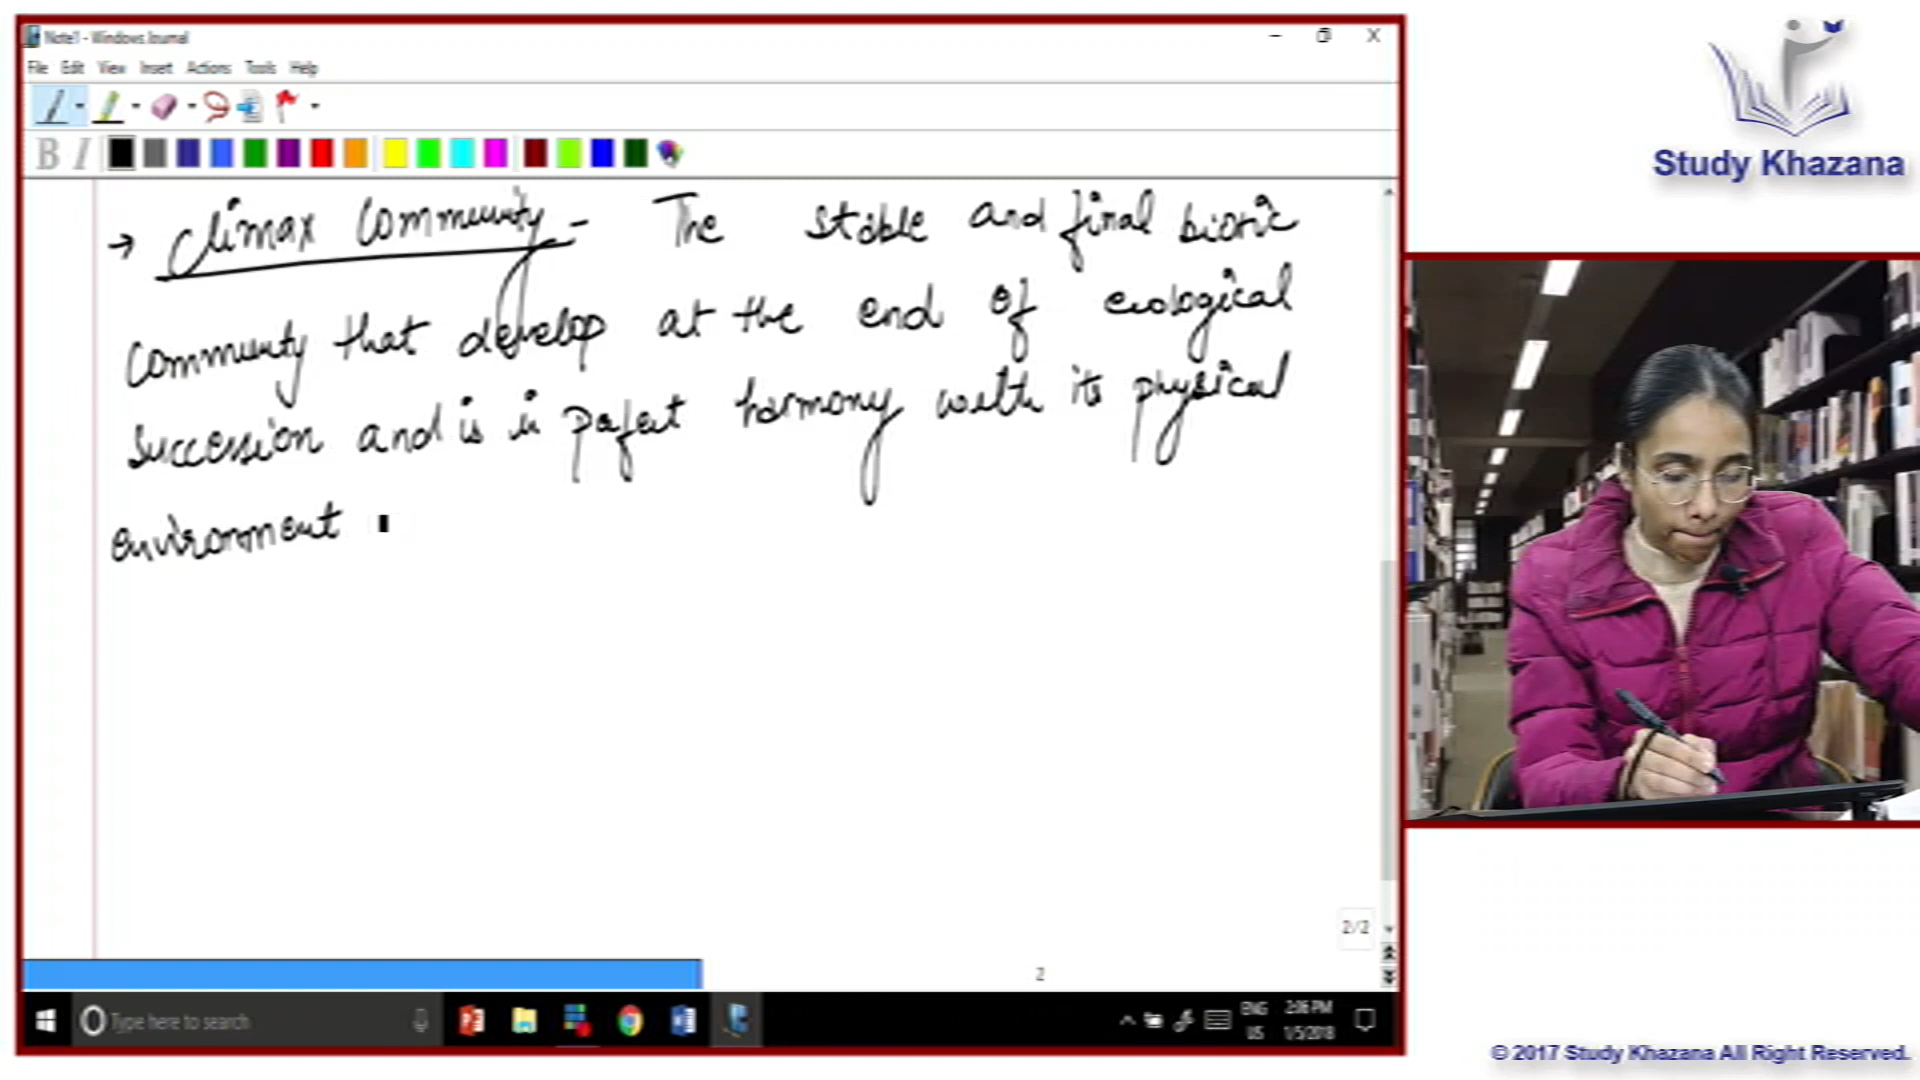 Note1 - Windows Journal
File Edit View Insert Actions Tools Help
B I
→ Climax Community - The stable and final biotic
Community that develop at the end of ecological
Succession and is in perfect harmony with its physical
environment
2/2
2
Type here to search
ENG
US
2:06 PM
1/5/2018
Study Khazana
© 2017 Study Khazana All Right Reserved.